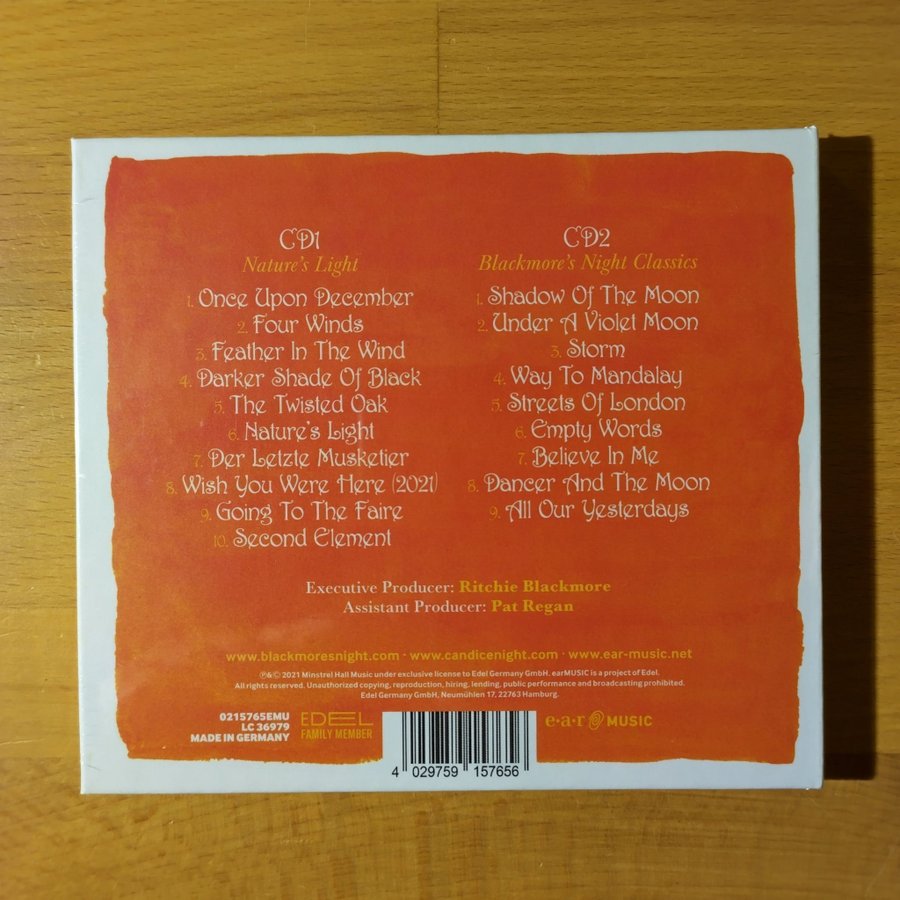 CD1
Nature's Light
1. Once Upon December
2. Four Winds
3. Feather In The Wind
4. Darker Shade Of Black
5. The Twisted Oak
6. Nature's Light
7. Der Letzte Musketier
8. Wish You Were Here (2021)
9. Going To The Faire
10. Second Element
CD2
Blackmore's Night Classics
1. Shadow Of The Moon
2. Under A Violet Moon
3. Storm
4. Way To Mandalay
5. Streets Of London
6. Empty Words
7. Believe In Me
8. Dancer And The Moon
9. All Our Yesterdays
Executive Producer: Ritchie Blackmore
Assistant Producer: Pat Regan
www.blackmoresnight.com · www.candicenight.com · www.ear-music.net
℗&© 2021 Minstrel Hall Music under exclusive license to Edel Germany GmbH. earMUSIC is a project of Edel.
All rights reserved. Unauthorized copying, reproduction, hiring, lending, public performance and broadcasting prohibited.
Edel Germany GmbH, Neumühlen 17, 22763 Hamburg.
0215765EMU
LC 36979
MADE IN GERMANY
EDEL
FAMILY MEMBER
4 029759 157656
e·a·r MUSIC